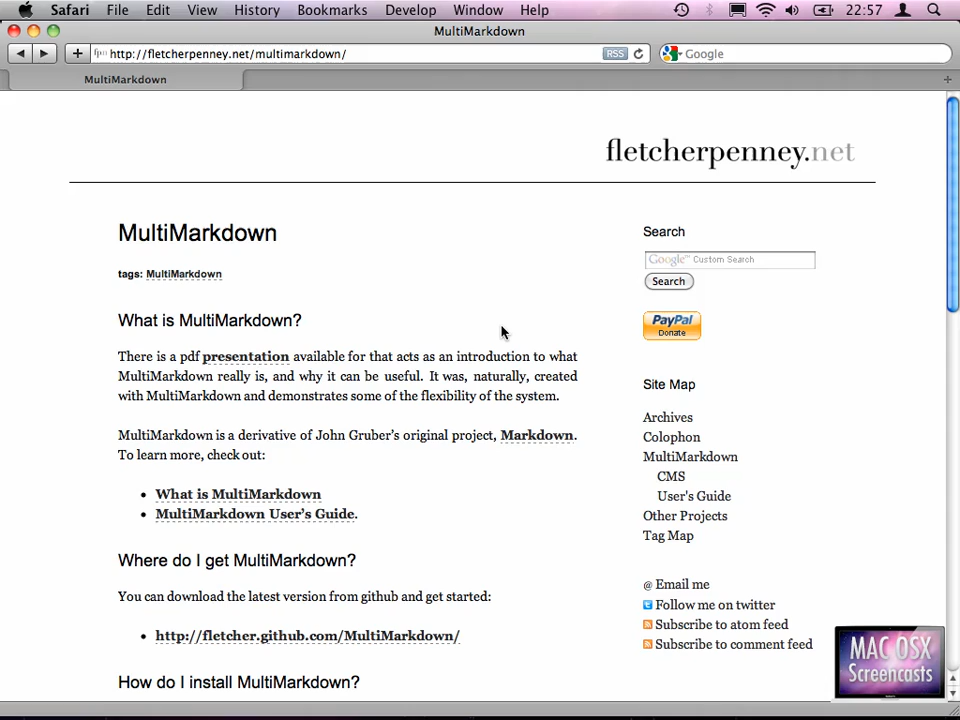 Safari File Edit View History Bookmarks Develop Window Help 22:57
MultiMarkdown
fpn http://fletcherpenney.net/multimarkdown/ RSS Google
MultiMarkdown
fletcherpenney.net
MultiMarkdown
tags: MultiMarkdown
What is MultiMarkdown?
There is a pdf presentation available for that acts as an introduction to what
MultiMarkdown really is, and why it can be useful. It was, naturally, created
with MultiMarkdown and demonstrates some of the flexibility of the system.
MultiMarkdown is a derivative of John Gruber's original project, Markdown.
To learn more, check out:
• What is MultiMarkdown
• MultiMarkdown User's Guide.
Where do I get MultiMarkdown?
You can download the latest version from github and get started:
• http://fletcher.github.com/MultiMarkdown/
How do I install MultiMarkdown?
Search
Google™ Custom Search
Search
PayPal
Donate
Site Map
Archives
Colophon
MultiMarkdown
CMS
User's Guide
Other Projects
Tag Map
@ Email me
Follow me on twitter
Subscribe to atom feed
Subscribe to comment feed
MAC OSX
Screencasts